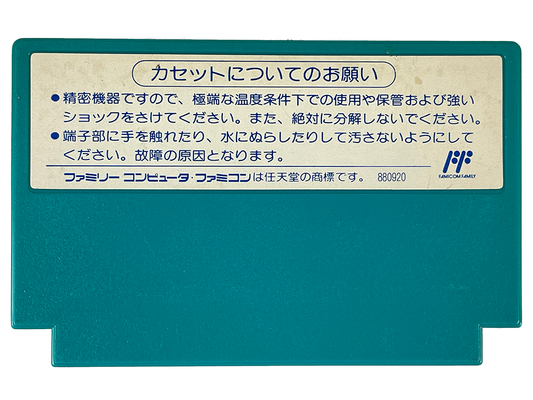 カセットについてのお願い
●精密機器ですので、極端な温度条件下での使用や保管および強い
ショックをさけてください。また、絶対に分解しないでください。
●端子部に手を触れたり、水にぬらしたりして汚さないようにして
ください。故障の原因となります。
ファミリー コンピュータ・ファミコンは任天堂の商標です。 880920
FAMICOM FAMILY